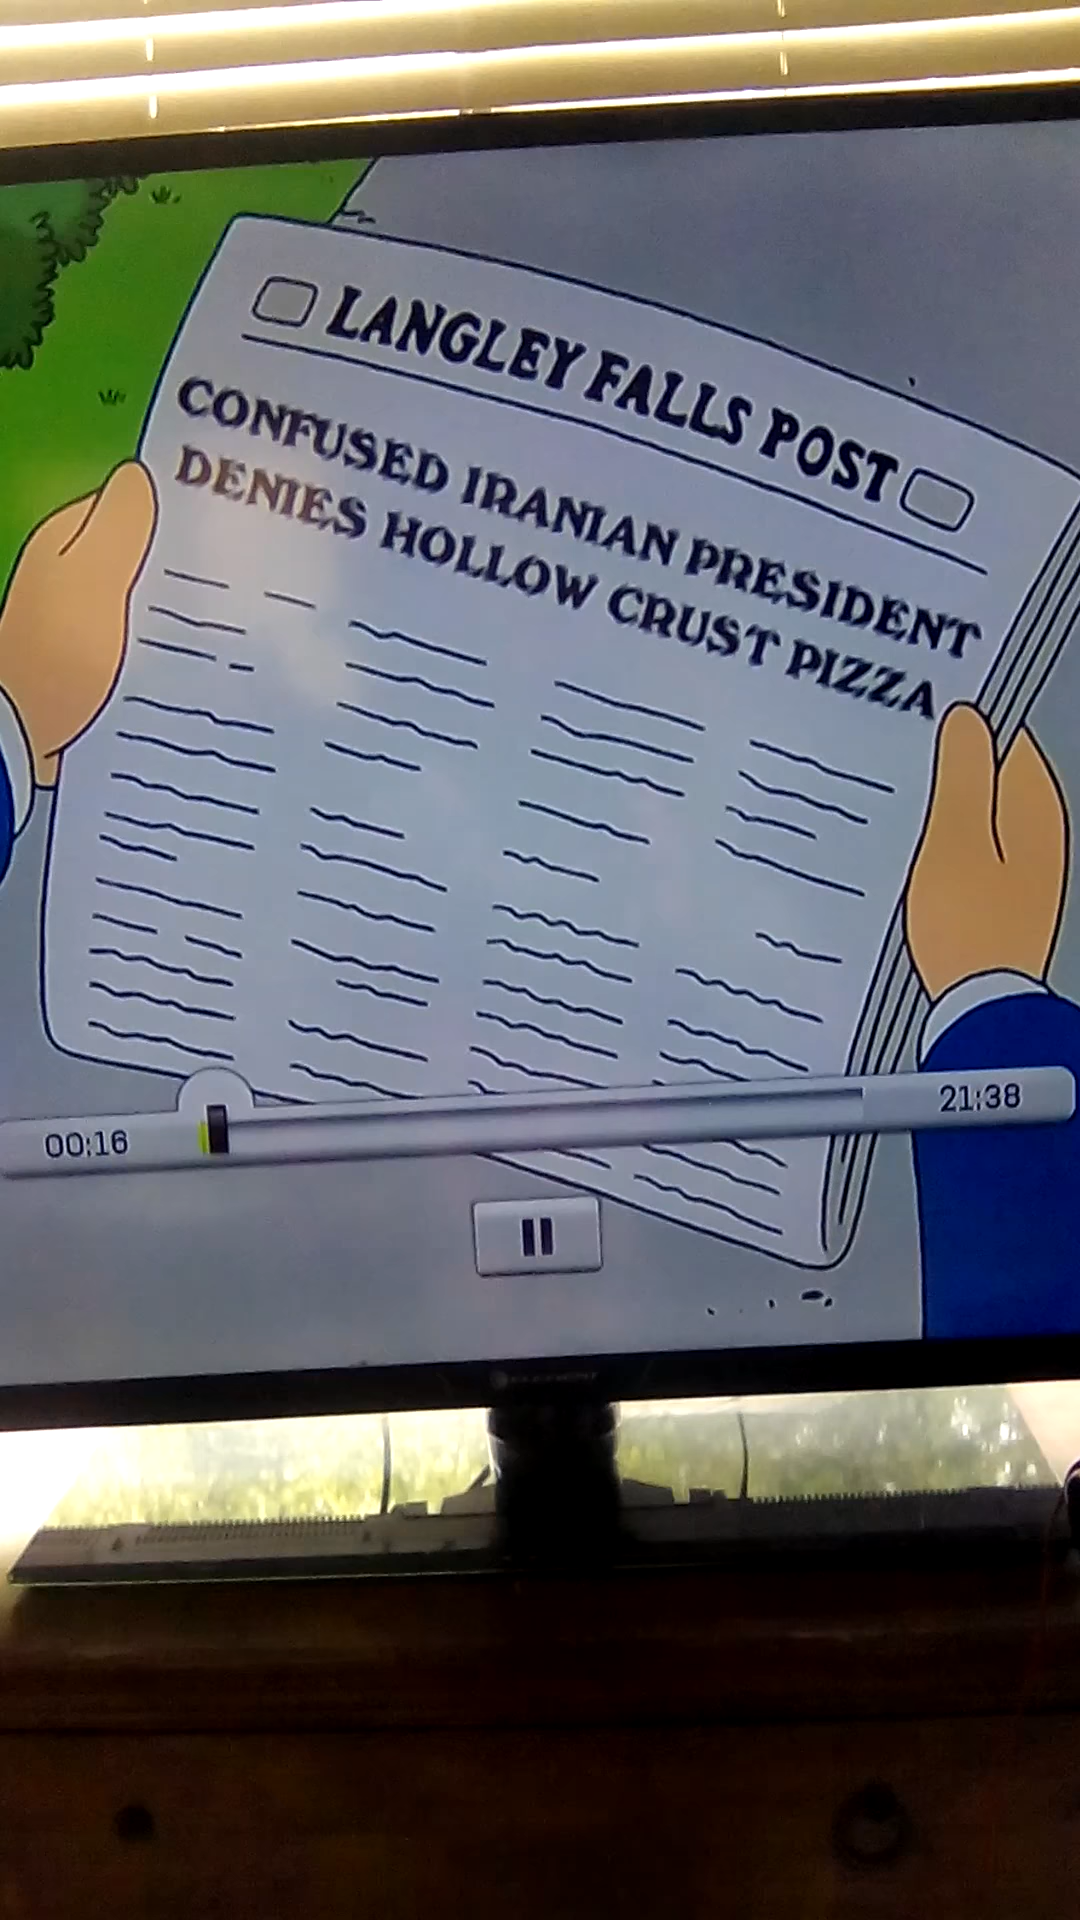 LANGLEY FALLS POST
CONFUSED IRANIAN PRESIDENT
DENIES HOLLOW CRUST PIZZA
00:16
21:38